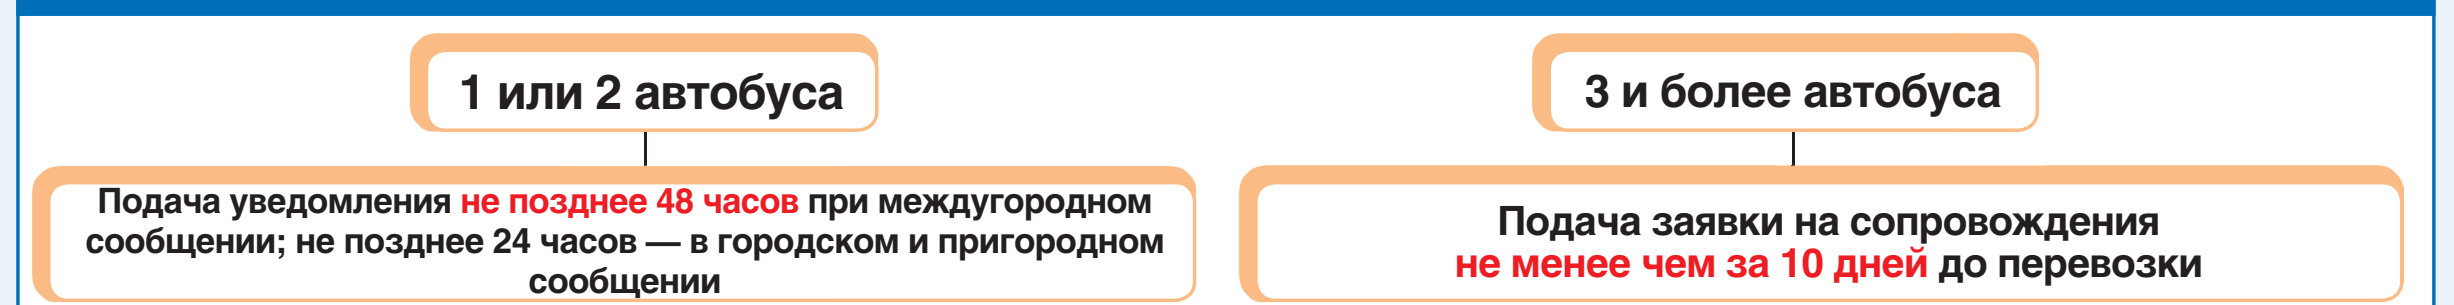 1 или 2 автобуса
3 и более автобуса
Подача уведомления не позднее 48 часов при междугородном
сообщении; не позднее 24 часов — в городском и пригородном
сообщении
Подача заявки на сопровождения
не менее чем за 10 дней до перевозки